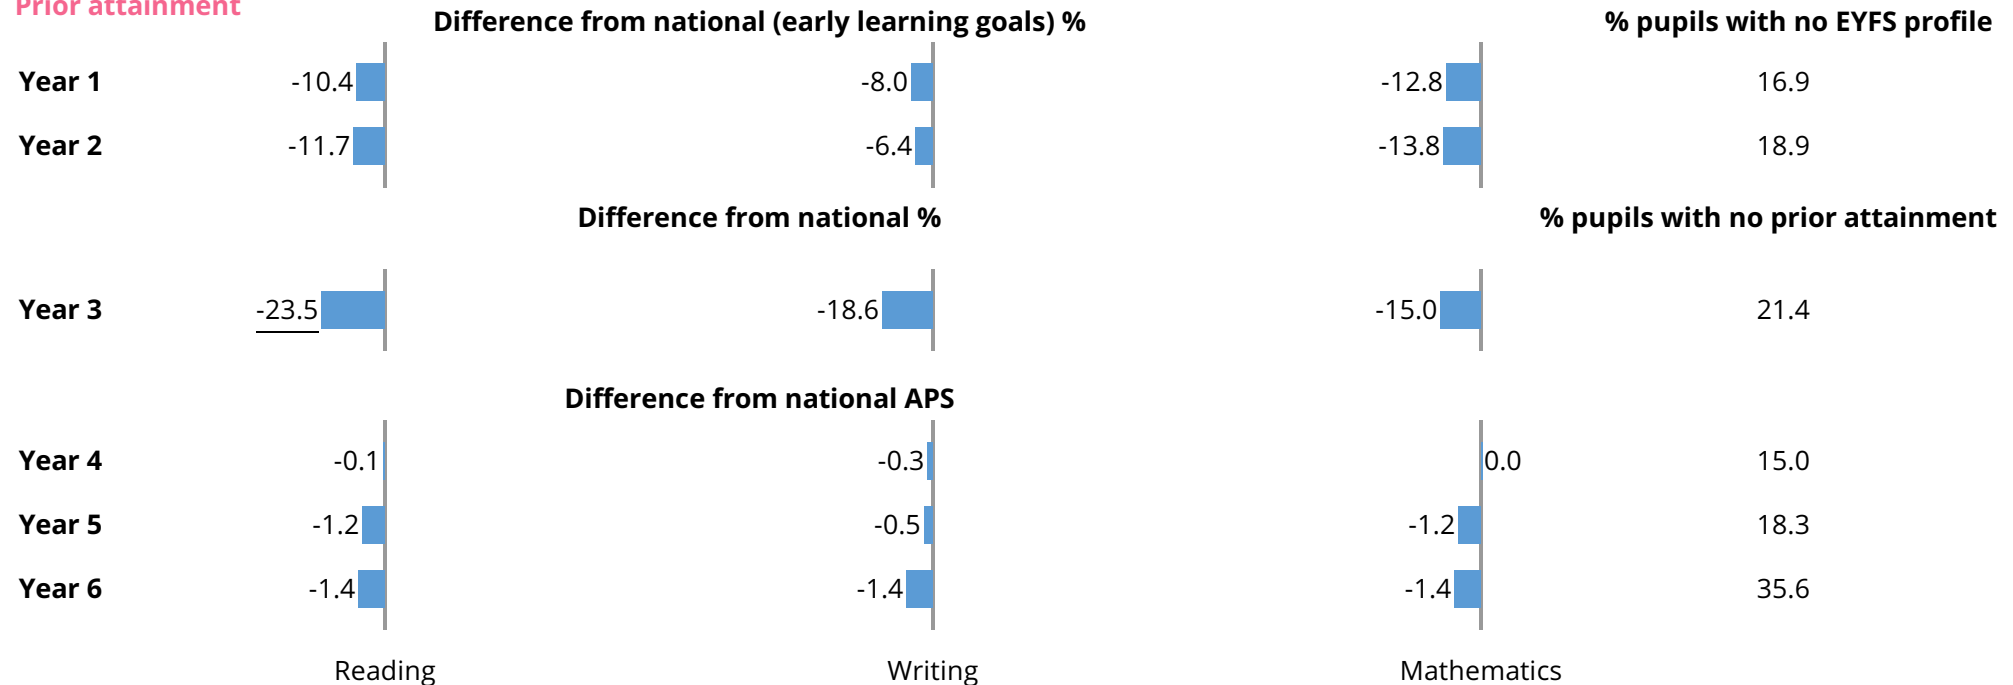 Prior attainment
Difference from national (early learning goals) % % pupils with no EYFS profile
Year 1 -10.4 -8.0 -12.8 16.9
Year 2 -11.7 -6.4 -13.8 18.9
Difference from national % % pupils with no prior attainment
Year 3 -23.5 -18.6 -15.0 21.4
Difference from national APS
Year 4 -0.1 -0.3 0.0 15.0
Year 5 -1.2 -0.5 -1.2 18.3
Year 6 -1.4 -1.4 -1.4 35.6
Reading Writing Mathematics